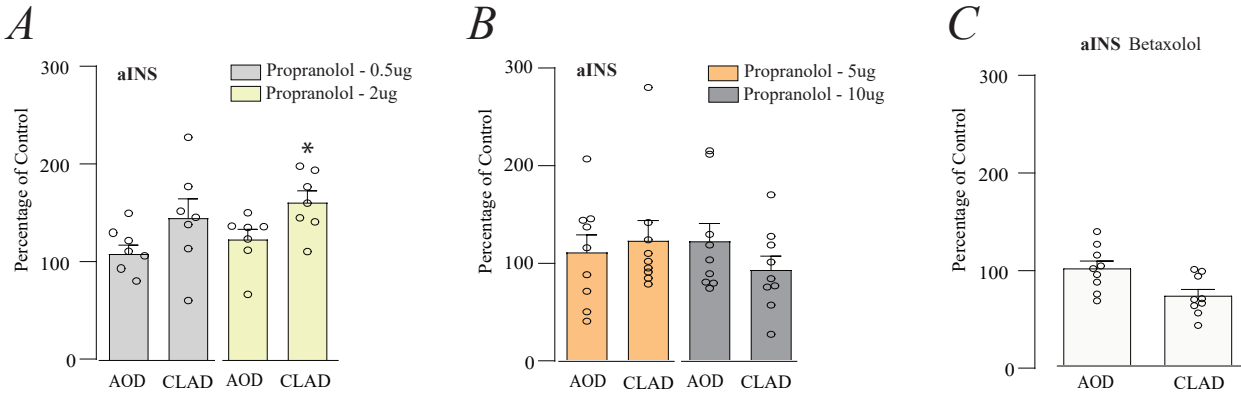 A
aINS
Propranolol - 0.5ug
Propranolol - 2ug
Percentage of Control
300
200
100
0
*
AOD
CLAD
AOD
CLAD
B
aINS
Propranolol - 5ug
Propranolol - 10ug
Percentage of Control
300
200
100
0
AOD
CLAD
AOD
CLAD
C
aINS Betaxolol
Percentage of Control
300
200
100
0
AOD
CLAD